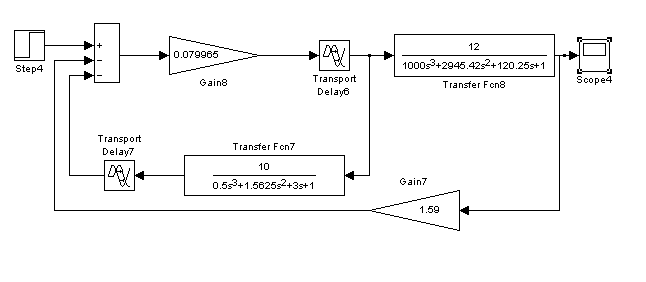 Step4
+
−
−
0.079965
Gain8
Transport
Delay6
12
1000s3+2945.42s2+120.25s+1
Transfer Fcn8
Scope4
Transport
Delay7
Transfer Fcn7
10
0.5s3+1.5625s2+3s+1
Gain7
1.59